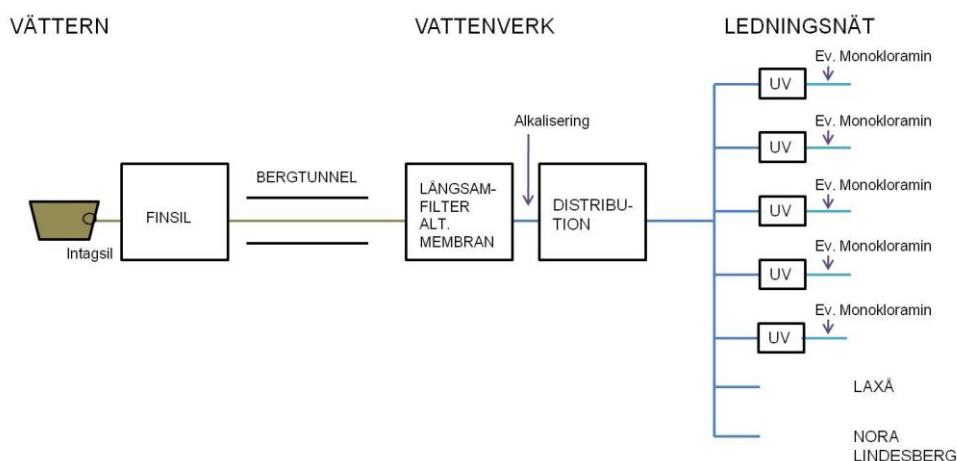 VÄTTERN
VATTENVERK
LEDNINGSNÄT
Intagsil
FINSIL
BERGTUNNEL
LÅNGSAM-
FILTER
ALT.
MEMBRAN
Alkalisering
DISTRIBU-
TION
Ev. Monokloramin
UV
Ev. Monokloramin
UV
Ev. Monokloramin
UV
Ev. Monokloramin
UV
Ev. Monokloramin
UV
LAXÅ
NORA
LINDESBERG